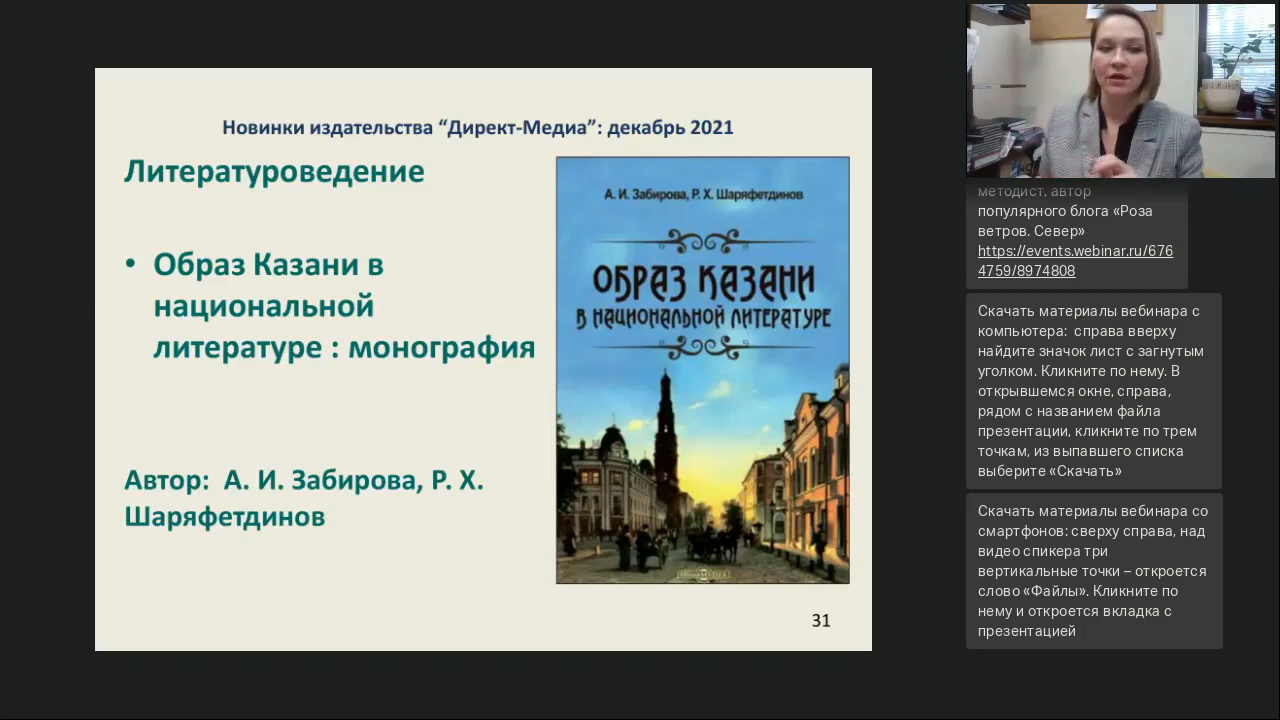 Новинки издательства “Директ-Медиа”: декабрь 2021
Литературоведение
• Образ Казани в
национальной
литературе : монография
Автор: А. И. Забирова, Р. Х.
Шаряфетдинов
А. И. Забирова, Р. Х. Шаряфетдинов
ОБРАЗ КАЗАНИ
В НАЦИОНАЛЬНОЙ ЛИТЕРАТУРЕ
31
методист, автор
популярного блога «Роза
ветров. Север»
https://events.webinar.ru/676
4759/8974808
Скачать материалы вебинара с
компьютера: справа вверху
найдите значок лист с загнутым
уголком. Кликните по нему. В
открывшемся окне, справа,
рядом с названием файла
презентации, кликните по трем
точкам, из выпавшего списка
выберите «Скачать»
Скачать материалы вебинара со
смартфонов: сверху справа, над
видео спикера три
вертикальные точки – откроется
слово «Файлы». Кликните по
нему и откроется вкладка с
презентацией